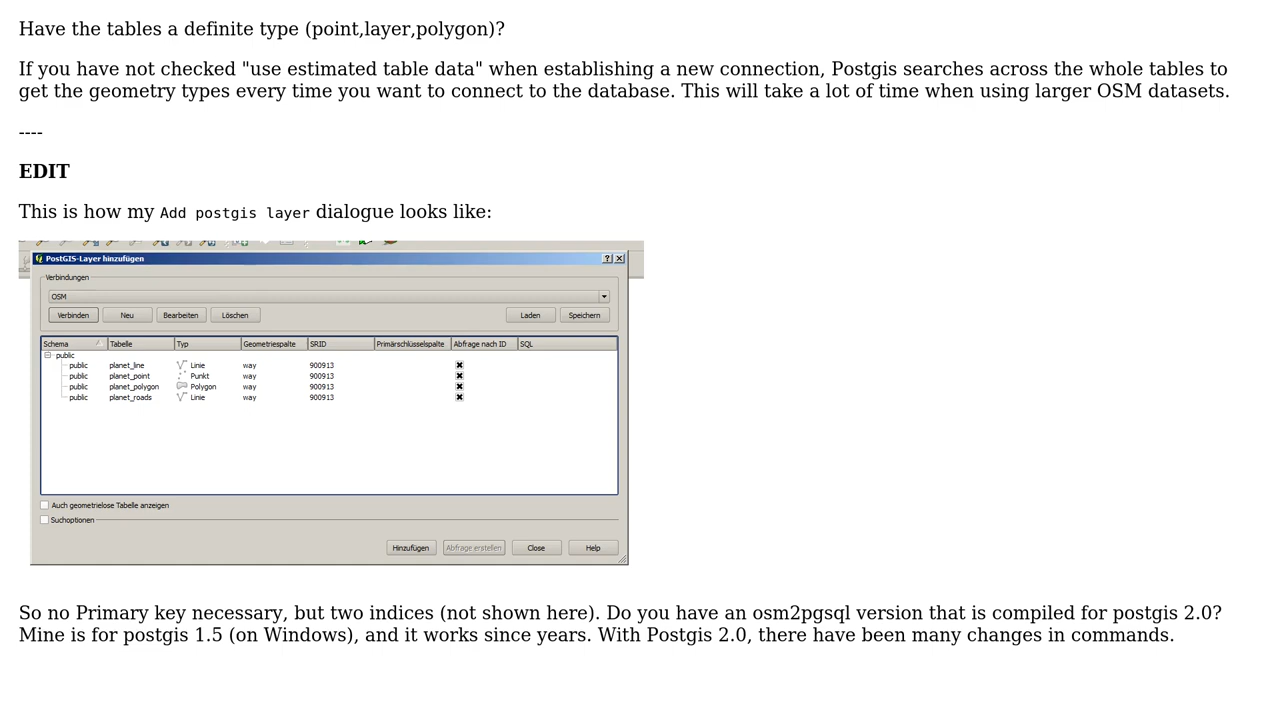 Have the tables a definite type (point,layer,polygon)?
If you have not checked "use estimated table data" when establishing a new connection, Postgis searches across the whole tables to
get the geometry types every time you want to connect to the database. This will take a lot of time when using larger OSM datasets.
----
EDIT
This is how my Add postgis layer dialogue looks like:
PostGIS-Layer hinzufügen
Verbindungen
OSM
Verbinden Neu Bearbeiten Löschen Laden Speichern
Schema Tabelle Typ Geometriespalte SRID Primärschlüsselspalte Abfrage nach ID SQL
public
public planet_line Linie way 900913
public planet_point Punkt way 900913
public planet_polygon Polygon way 900913
public planet_roads Linie way 900913
Auch geometrielose Tabelle anzeigen
Suchoptionen
Hinzufügen Abfrage erstellen Close Help
So no Primary key necessary, but two indices (not shown here). Do you have an osm2pgsql version that is compiled for postgis 2.0?
Mine is for postgis 1.5 (on Windows), and it works since years. With Postgis 2.0, there have been many changes in commands.